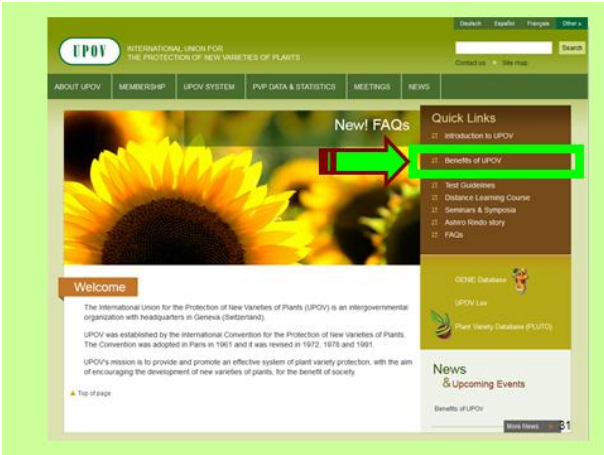 Deutsch Español Français Other
UPOV
INTERNATIONAL UNION FOR
THE PROTECTION OF NEW VARIETIES OF PLANTS
Search
Contact us Site map
ABOUT UPOV MEMBERSHIP UPOV SYSTEM PVP DATA & STATISTICS MEETINGS NEWS
New! FAQs
Quick Links
Introduction to UPOV
Benefits of UPOV
Test Guidelines
Distance Learning Course
Seminars & Symposia
Ashiro Rindo story
FAQs
GENIE Database
UPOV Lex
Plant Variety Database (PLUTO)
Welcome
The International Union for the Protection of New Varieties of Plants (UPOV) is an intergovernmental
organization with headquarters in Geneva (Switzerland).
UPOV was established by the International Convention for the Protection of New Varieties of Plants.
The Convention was adopted in Paris in 1961 and it was revised in 1972, 1978 and 1991.
UPOV's mission is to provide and promote an effective system of plant variety protection, with the aim
of encouraging the development of new varieties of plants, for the benefit of society.
Top of page
News
& Upcoming Events
Benefits of UPOV
More News
31